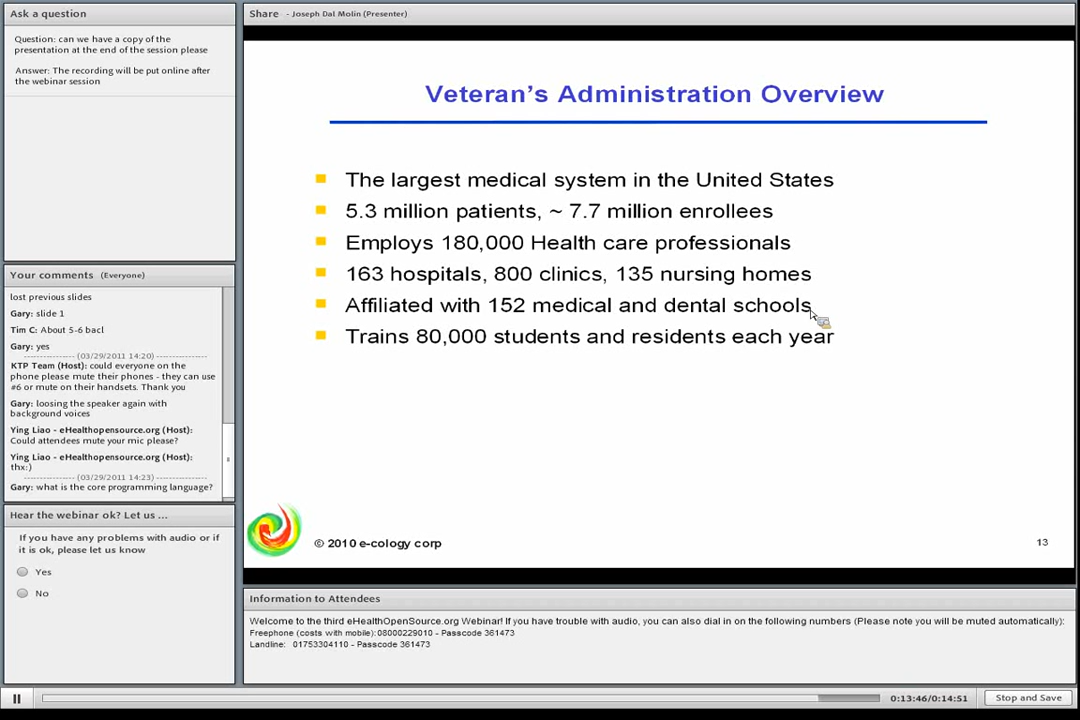 Ask a question
Question: can we have a copy of the
presentation at the end of the session please
Answer: The recording will be put online after
the webinar session
Your comments (Everyone)
lost previous slides
Gary: slide 1
Tim C: About 5-6 bacl
Gary: yes
---------------- (03/29/2011 14:20) ----------------
KTP Team (Host): could everyone on the
phone please mute their phones - they can use
#6 or mute on their handsets. Thank you
Gary: loosing the speaker again with
background voices
Ying Liao - eHealthopensource.org (Host):
Could attendees mute your mic please?
Ying Liao - eHealthopensource.org (Host):
thx:)
---------------- (03/29/2011 14:23) ----------------
Gary: what is the core programming language?
Hear the webinar ok? Let us ...
If you have any problems with audio or if
it is ok, please let us know
Yes
No
Share - Joseph Dal Molin (Presenter)
Veteran's Administration Overview
The largest medical system in the United States
5.3 million patients, ~ 7.7 million enrollees
Employs 180,000 Health care professionals
163 hospitals, 800 clinics, 135 nursing homes
Affiliated with 152 medical and dental schools
Trains 80,000 students and residents each year
© 2010 e-cology corp
13
Information to Attendees
Welcome to the third eHealthOpenSource.org Webinar! If you have trouble with audio, you can also dial in on the following numbers (Please note you will be muted automatically):
Freephone (costs with mobile):08000229010 - Passcode 361473
Landline: 01753304110 - Passcode 361473
0:13:46/0:14:51
Stop and Save